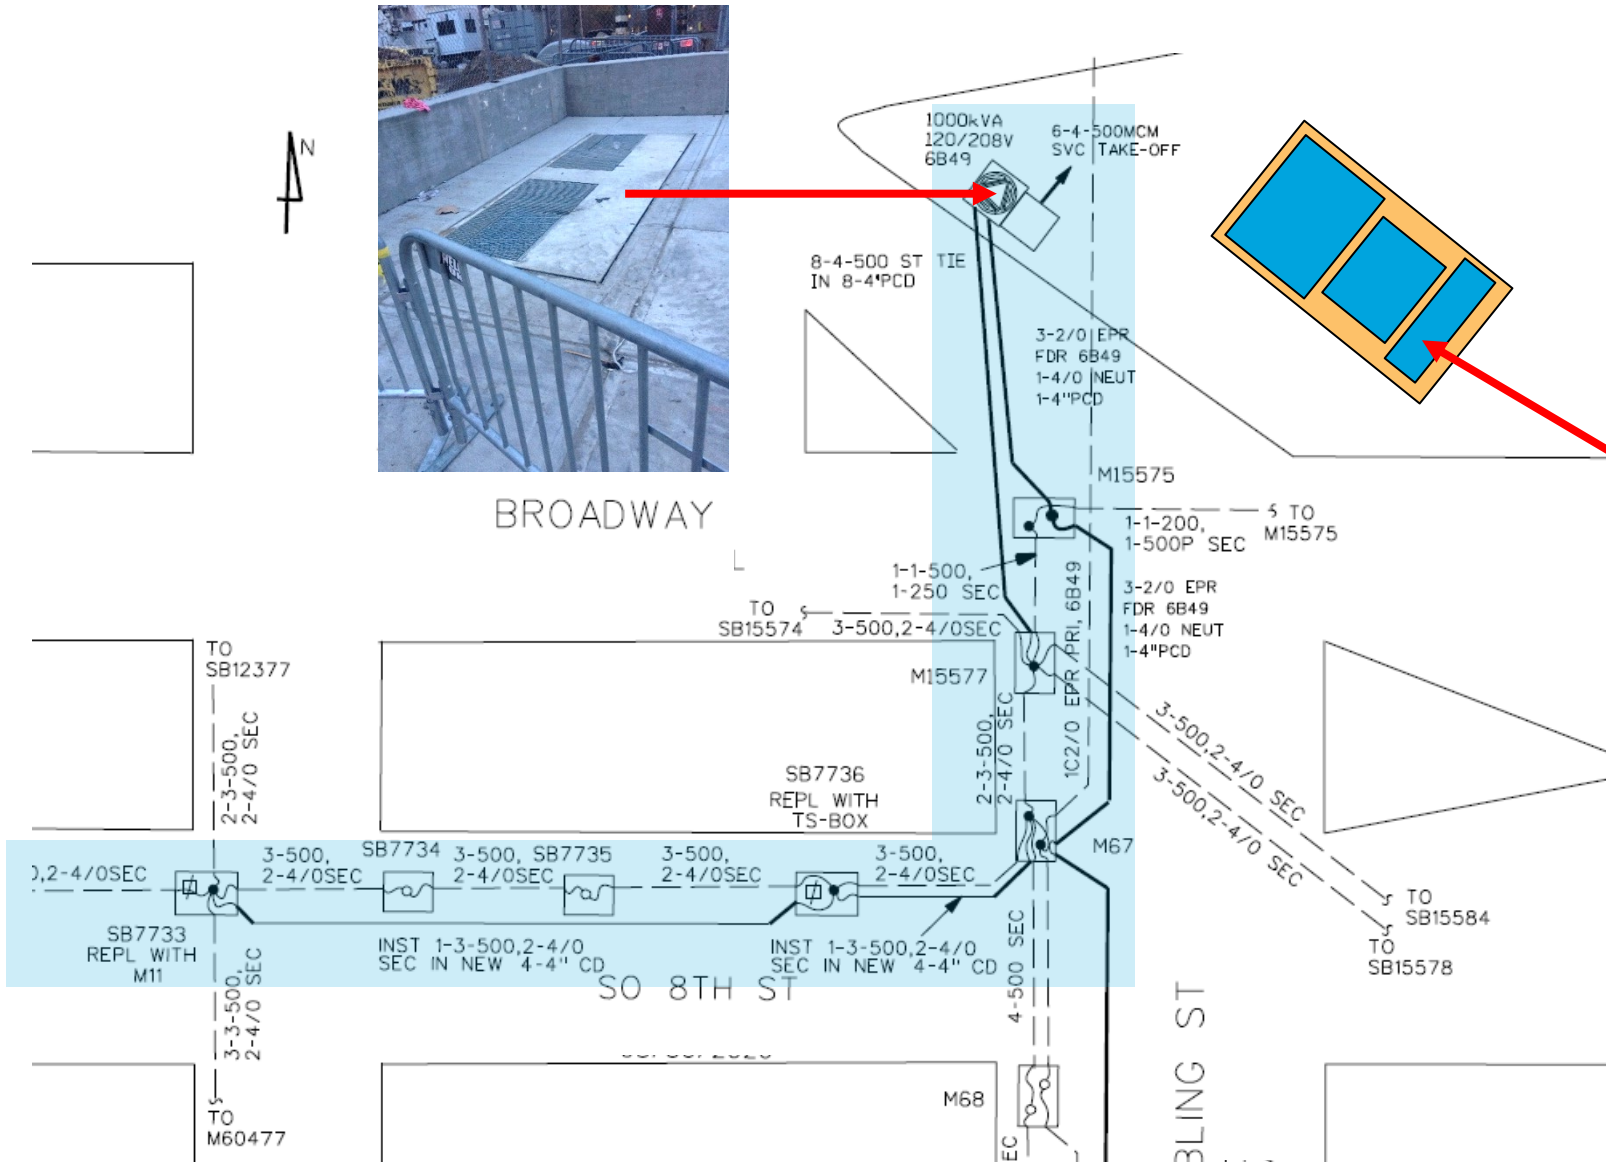 N
1000kVA
120/208V
6B49
6-4-500MCM
SVC TAKE-OFF
8-4-500 ST TIE
IN 8-4"PCD
3-2/0 EPR
FDR 6B49
1-4/0 NEUT
1-4"PCD
M15575
BROADWAY
1-1-200,
1-500P SEC
TO
M15575
1-1-500,
1-250 SEC
3-2/0 EPR
FDR 6B49
1-4/0 NEUT
1-4"PCD
1C2/0 EPR PRI, 6B49
TO
SB15574
3-500,2-4/0SEC
M15577
TO
SB12377
2-3-500,
2-4/0 SEC
2-3-500,
2-4/0 SEC
3-500,2-4/0 SEC
3-500,2-4/0 SEC
SB7736
REPL WITH
TS-BOX
M67
,2-4/0SEC
3-500,
2-4/0SEC
SB7734
3-500,
2-4/0SEC
SB7735
3-500,
2-4/0SEC
3-500,
2-4/0SEC
TO
SB15584
TO
SB15578
SB7733
REPL WITH
M11
INST 1-3-500,2-4/0
SEC IN NEW 4-4" CD
INST 1-3-500,2-4/0
SEC IN NEW 4-4" CD
SO 8TH ST
3-3-500,
2-4/0 SEC
4-500 SEC
M68
BLING ST
TO
M60477
EC